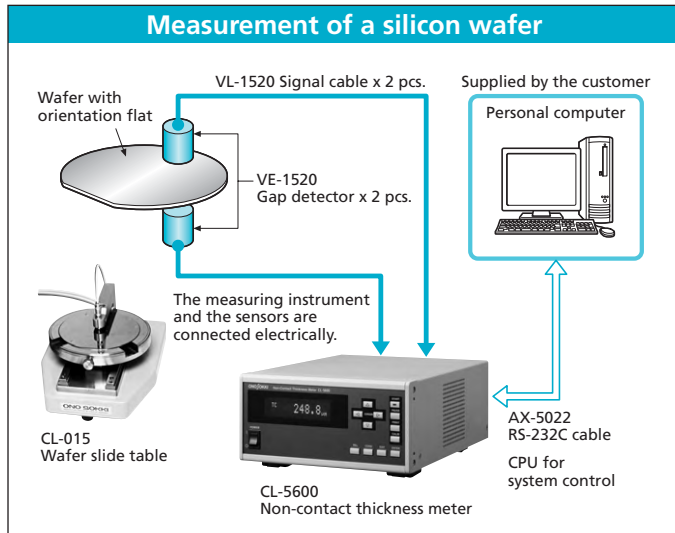 Measurement of a silicon wafer
VL-1520 Signal cable x 2 pcs.
Supplied by the customer
Wafer with
orientation flat
Personal computer
VE-1520
Gap detector x 2 pcs.
The measuring instrument
and the sensors are
connected electrically.
ONO SOKKI
TC 248.8
CL-015
Wafer slide table
AX-5022
RS-232C cable
CPU for
system control
CL-5600
Non-contact thickness meter